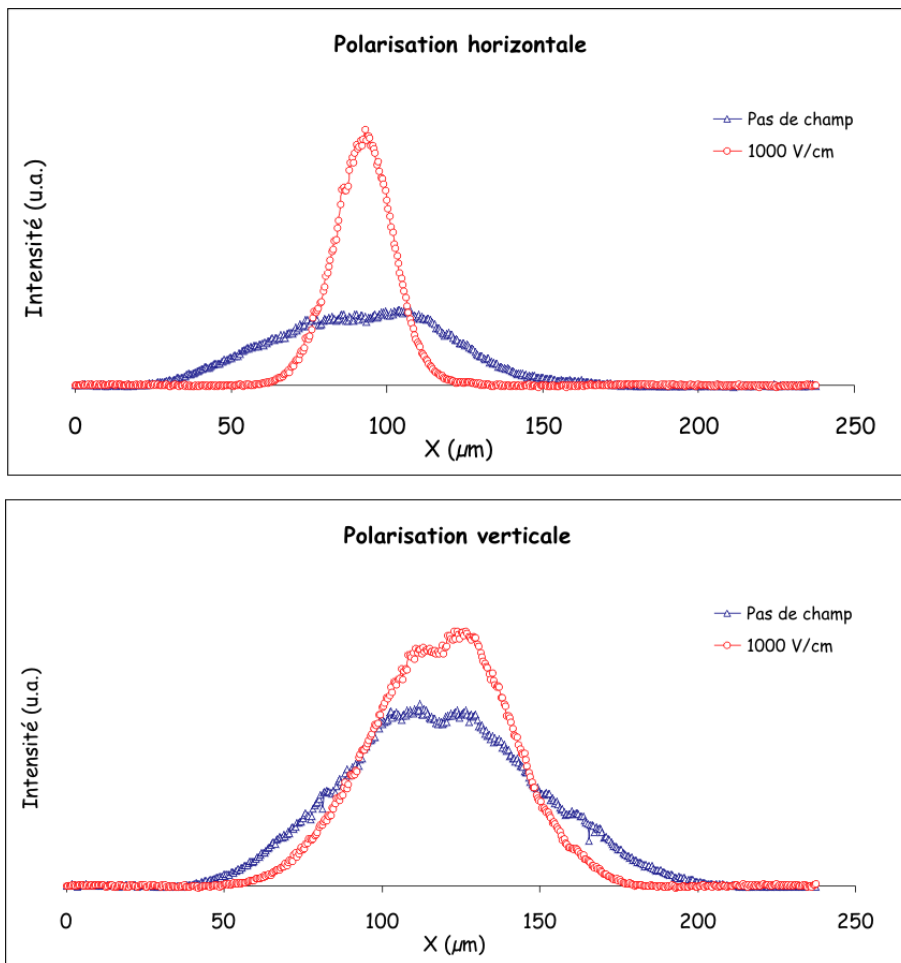 Polarisation horizontale
Pas de champ
1000 V/cm
Intensité (u.a.)
0 50 100 150 200 250
X (µm)
Polarisation verticale
Pas de champ
1000 V/cm
Intensité (u.a.)
0 50 100 150 200 250
X (µm)